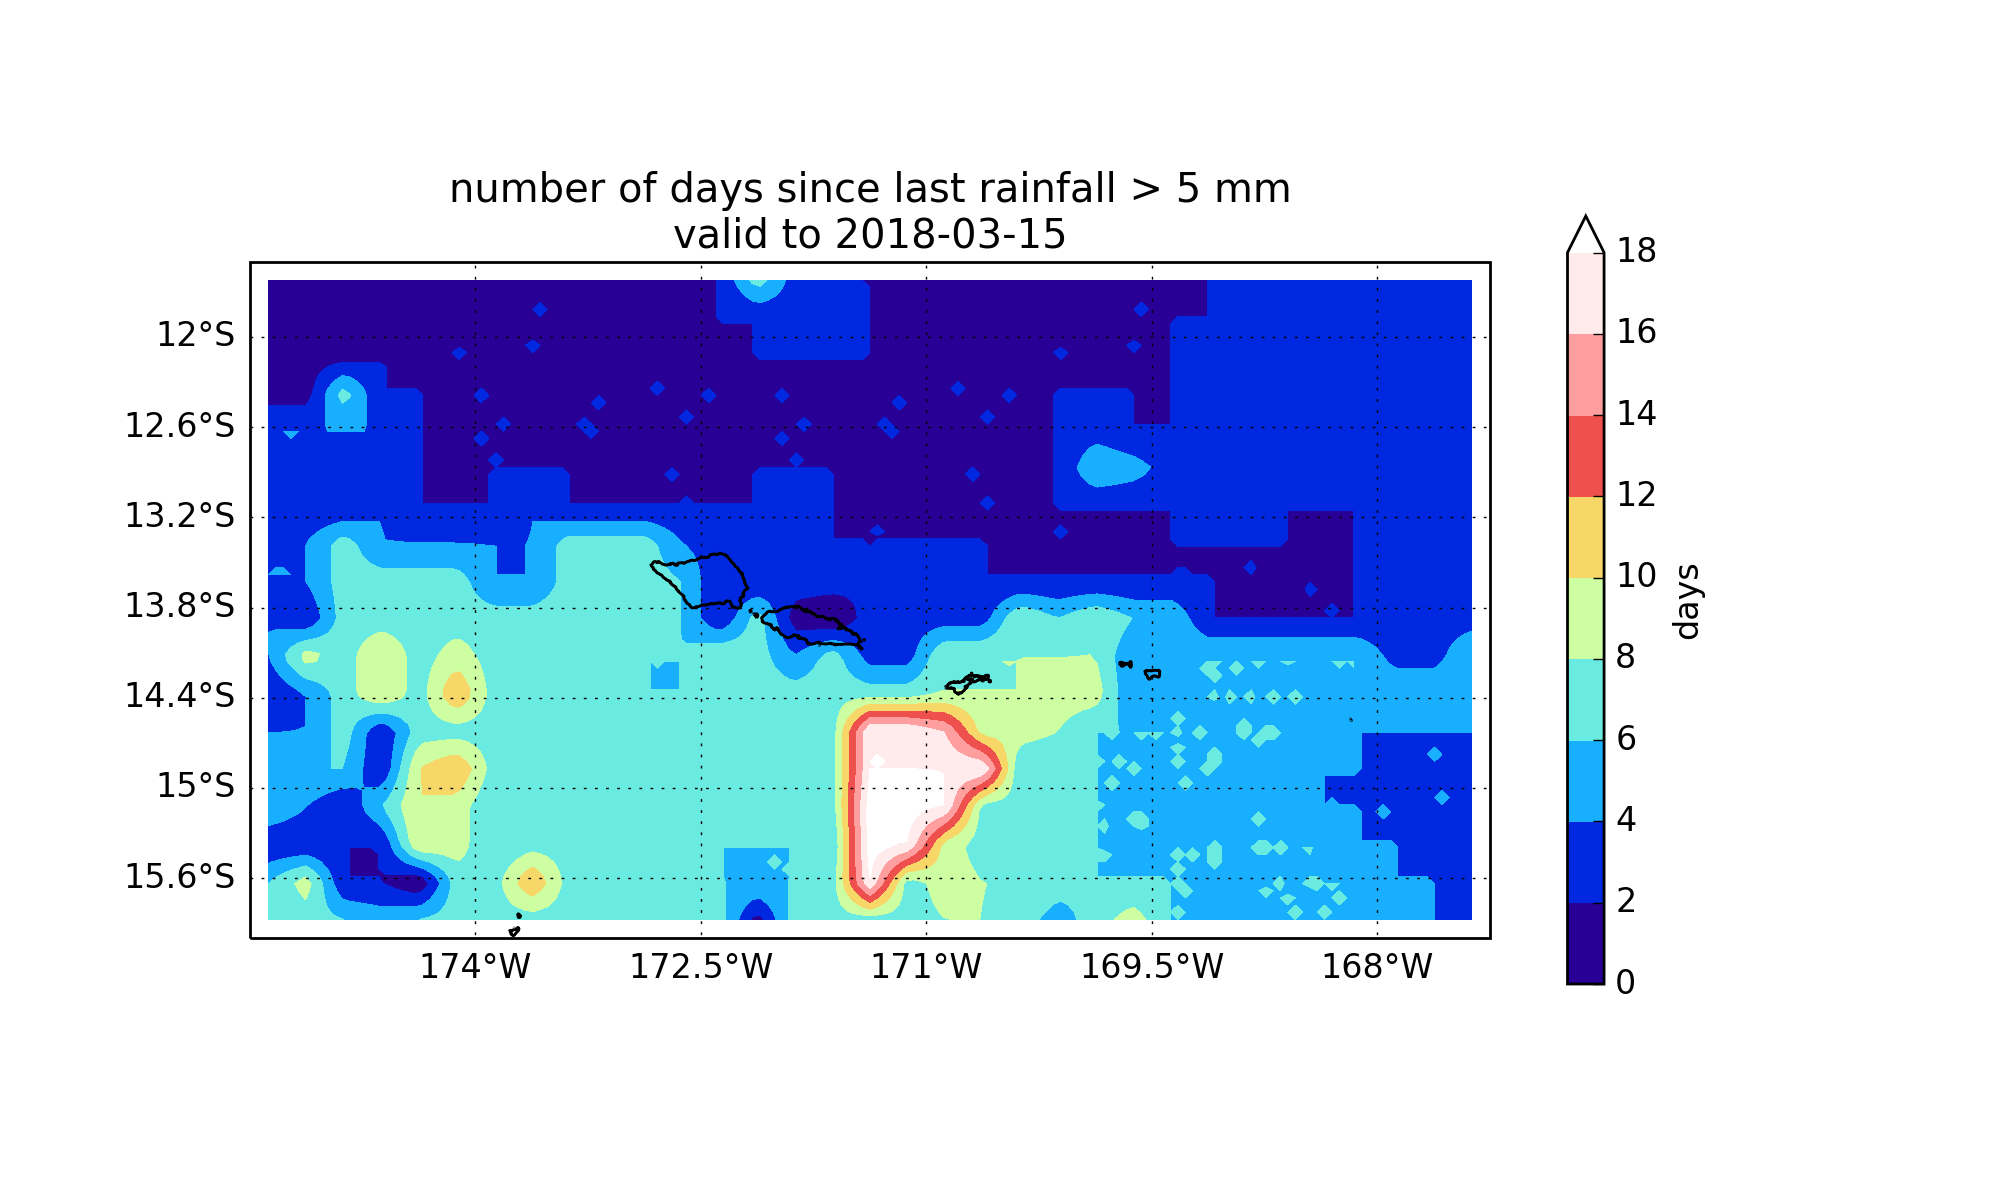 number of days since last rainfall > 5 mm
valid to 2018-03-15
12°S
12.6°S
13.2°S
13.8°S
14.4°S
15°S
15.6°S
174°W
172.5°W
171°W
169.5°W
168°W
18
16
14
12
10
8
6
4
2
0
days